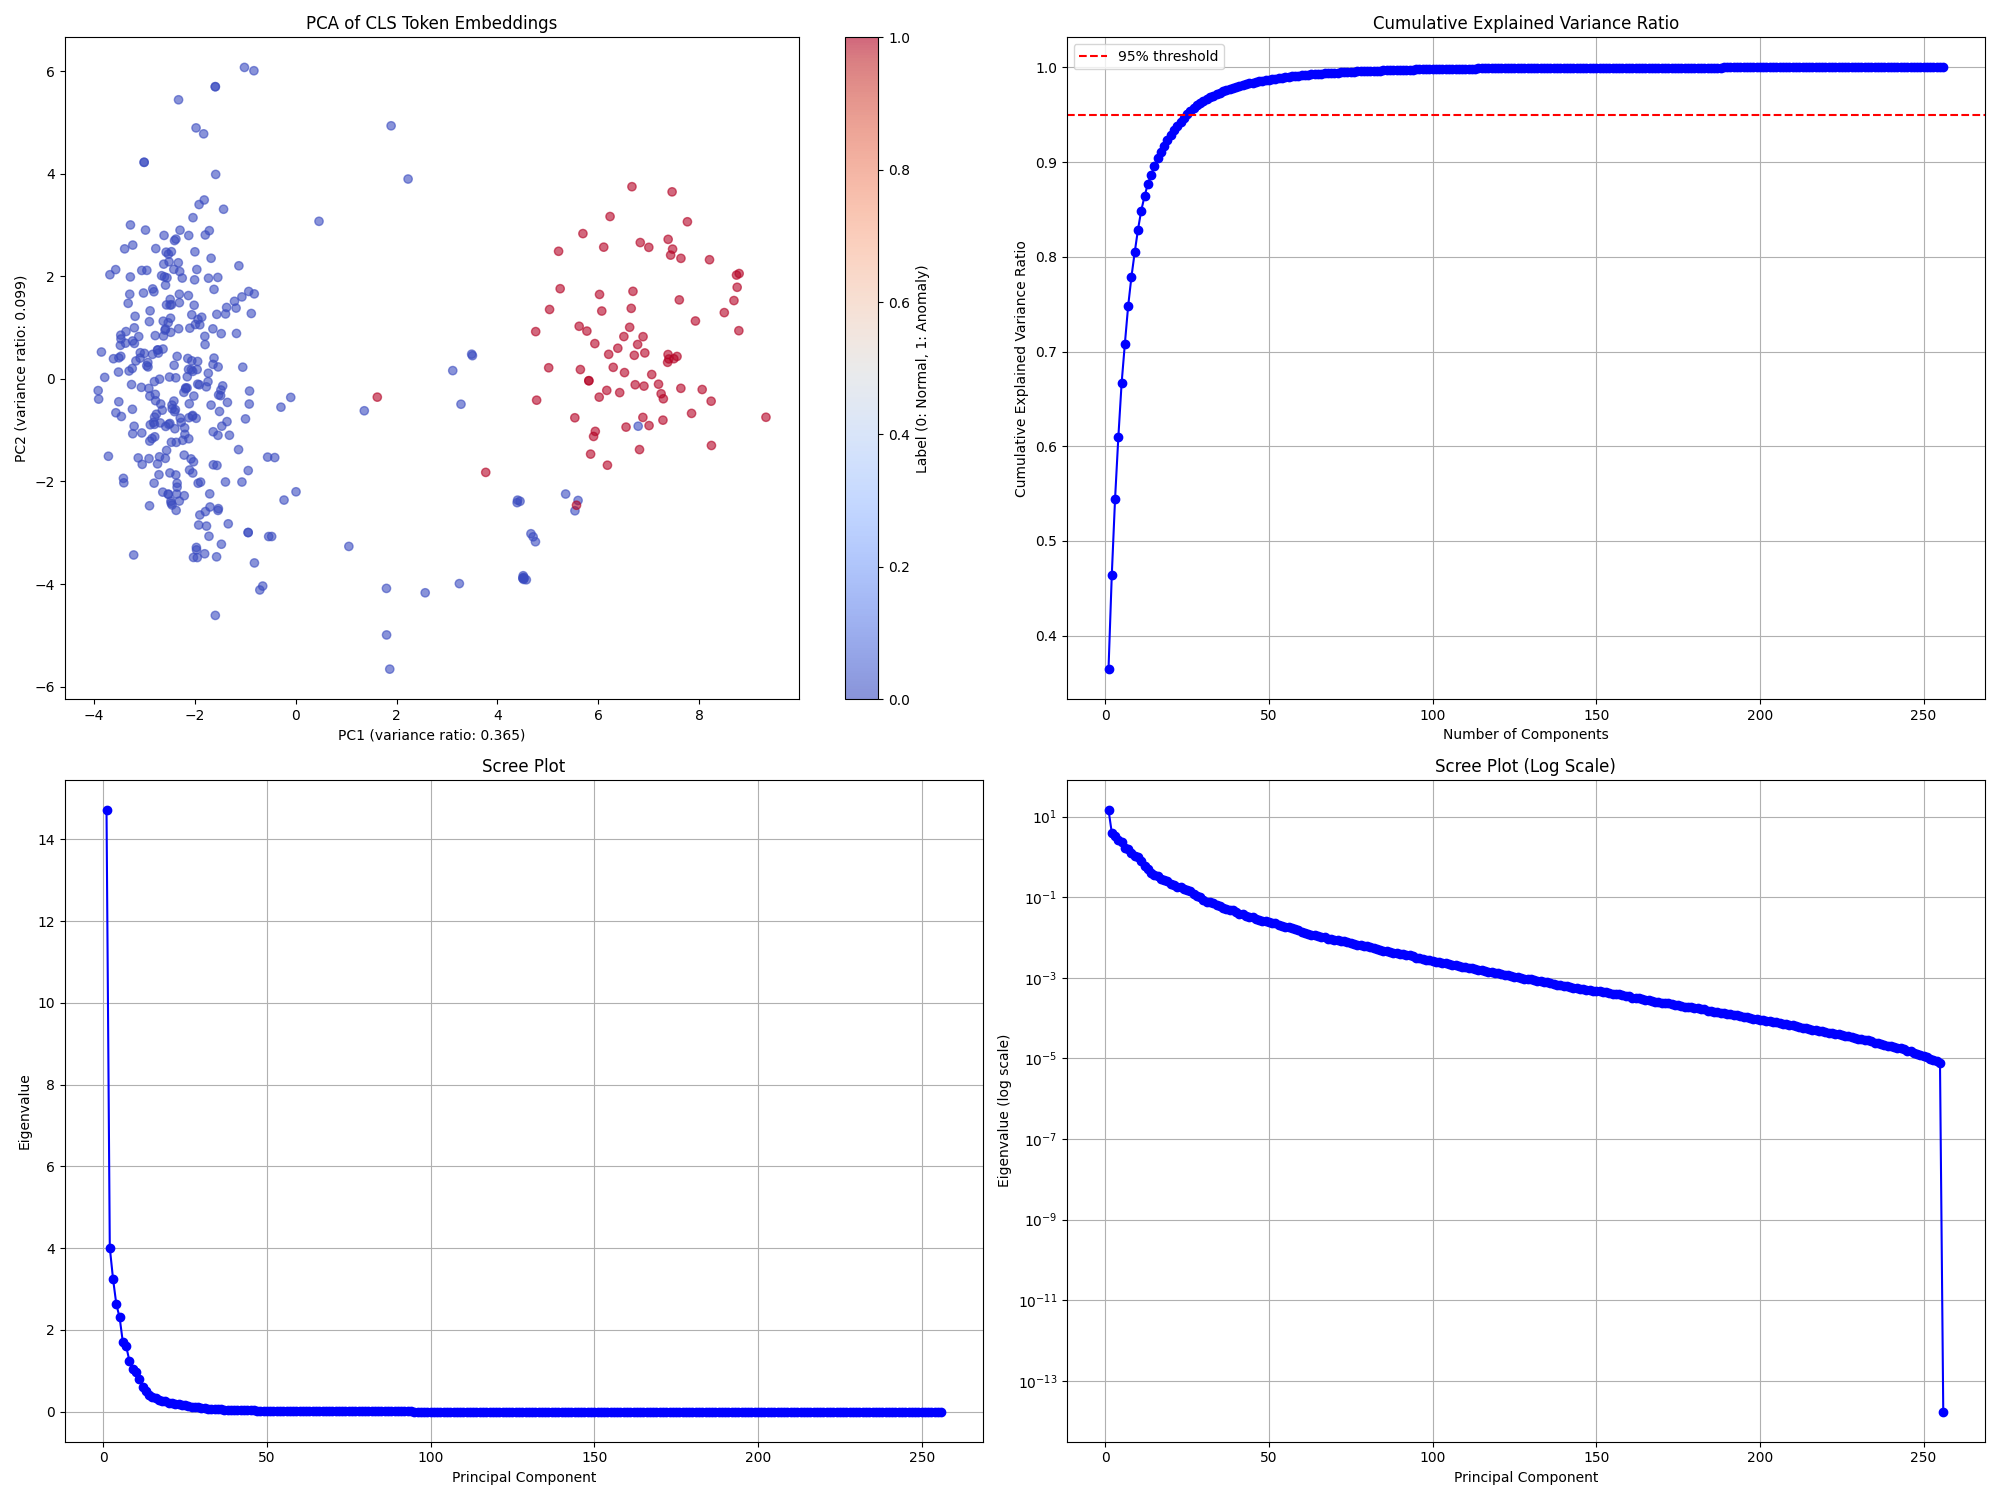 PCA of CLS Token Embeddings
6
4
2
0
−2
−4
−6
PC2 (variance ratio: 0.099)
−4 −2 0 2 4 6 8
PC1 (variance ratio: 0.365)
1.0
0.8
0.6
0.4
0.2
0.0
Label (0: Normal, 1: Anomaly)
Cumulative Explained Variance Ratio
95% threshold
1.0
0.9
0.8
0.7
0.6
0.5
0.4
Cumulative Explained Variance Ratio
0 50 100 150 200 250
Number of Components
Scree Plot
14
12
10
8
6
4
2
0
Eigenvalue
0 50 100 150 200 250
Principal Component
Scree Plot (Log Scale)
10¹
10⁻¹
10⁻³
10⁻⁵
10⁻⁷
10⁻⁹
10⁻¹¹
10⁻¹³
Eigenvalue (log scale)
0 50 100 150 200 250
Principal Component